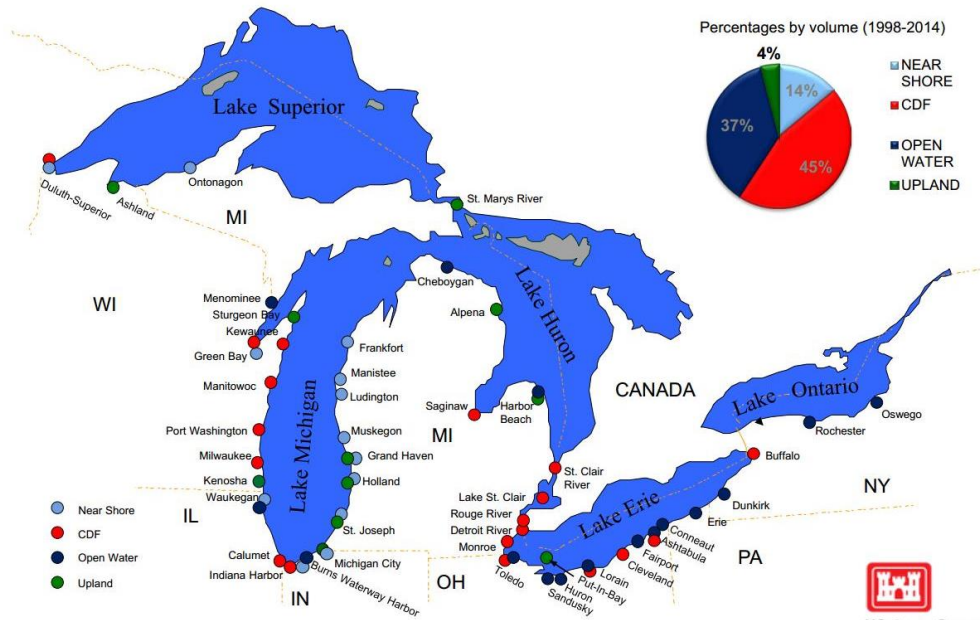 Percentages by volume (1998-2014)
4%
14%
37%
45%
NEAR
SHORE
CDF
OPEN
WATER
UPLAND
Lake Superior
Duluth-Superior
Ashland
Ontonagon
MI
St. Marys River
WI
Menominee
Sturgeon Bay
Kewaunee
Green Bay
Manitowoc
Port Washington
Milwaukee
Kenosha
Waukegan
IL
Calumet
Indiana Harbor
IN
Lake Michigan
Frankfort
Manistee
Ludington
Muskegon
Grand Haven
Holland
St. Joseph
Michigan City
Burns Waterway Harbor
Cheboygan
Alpena
Lake Huron
Saginaw
Harbor
Beach
MI
CANADA
St. Clair
River
Lake St. Clair
Rouge River
Detroit River
Monroe
Toledo
OH
Lake Erie
Put-In-Bay
Huron
Sandusky
Lorain
Cleveland
Fairport
Ashtabula
Conneaut
Erie
Dunkirk
PA
Buffalo
NY
Lake Ontario
Rochester
Oswego
Near Shore
CDF
Open Water
Upland